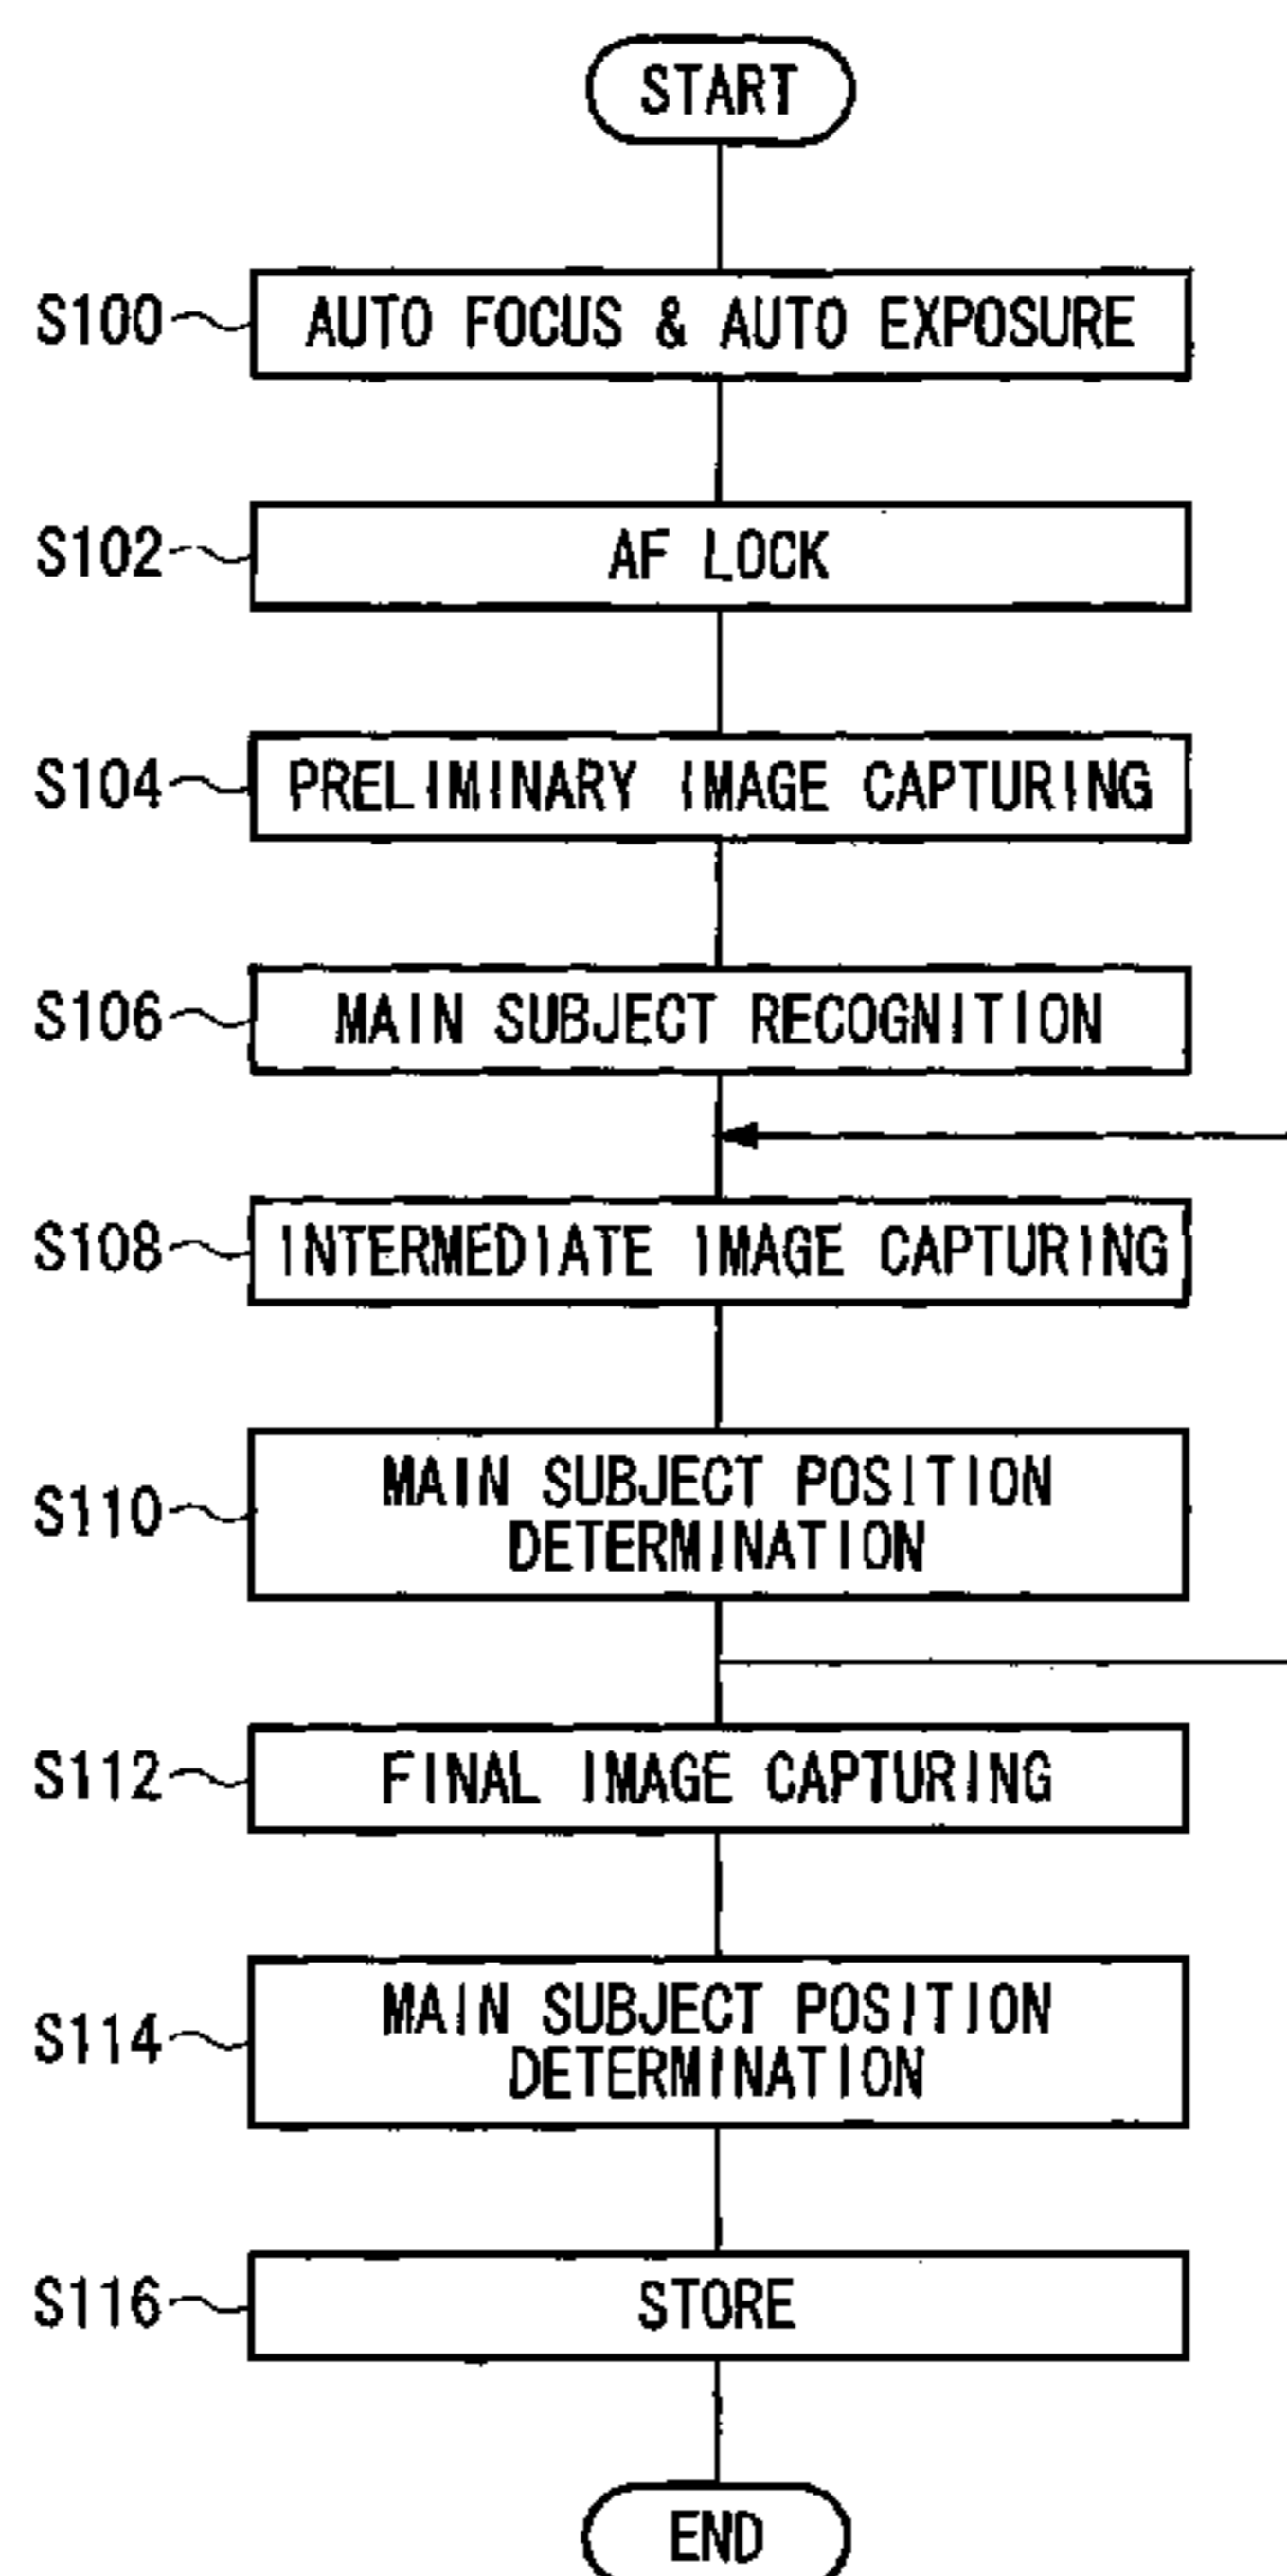 START
S100 AUTO FOCUS & AUTO EXPOSURE
S102 AF LOCK
S104 PRELIMINARY IMAGE CAPTURING
S106 MAIN SUBJECT RECOGNITION
S108 INTERMEDIATE IMAGE CAPTURING
S110 MAIN SUBJECT POSITION
DETERMINATION
S112 FINAL IMAGE CAPTURING
S114 MAIN SUBJECT POSITION
DETERMINATION
S116 STORE
END